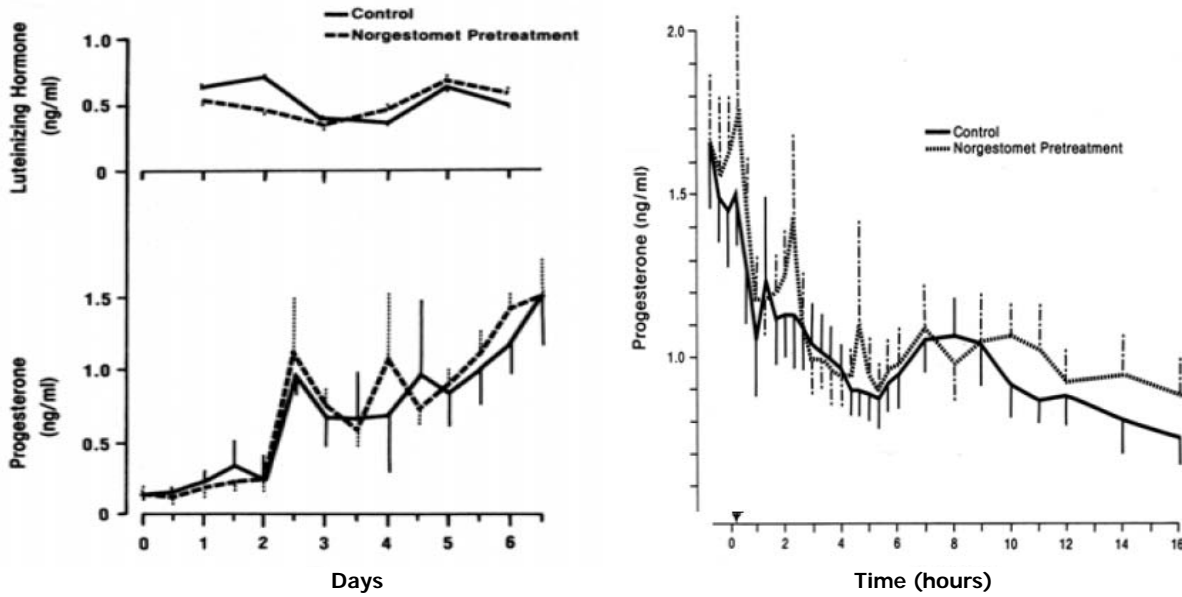 Control
Norgestomet Pretreatment
Luteinizing Hormone
(ng/ml)
1.0
0.5
0
Progesterone
(ng/ml)
1.5
1.0
0.5
0
0 1 2 3 4 5 6
Days
Control
Norgestomet Pretreatment
Progesterone (ng/ml)
2.0
1.5
1.0
0 2 4 6 8 10 12 14 16
Time (hours)